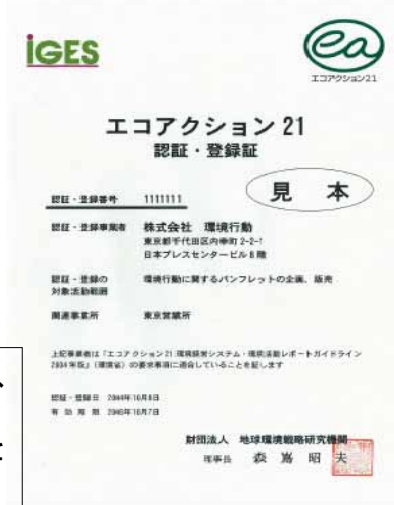 iGES
ea
エコアクション21
エコアクション 21
認証・登録証
見 本
認証・登録番号 1111111
認証・登録事業者 株式会社 環境行動
東京都千代田区内幸町 2-2-1
日本プレスセンタービル 8 階
認証・登録の 環境行動に関するパンフレットの企画、販売
対象活動範囲
関連事業所 東京営業所
上記事業者は「エコアクション21 環境経営システム・環境活動レポートガイドライン
2004 年版」(環境省)の要求事項に適合していることを証します
認証・登録日 2004年10月8日
有 効 期 限 2006年10月7日
財団法人 地球環境戦略研究機関
理事長 森 嶌 昭 夫